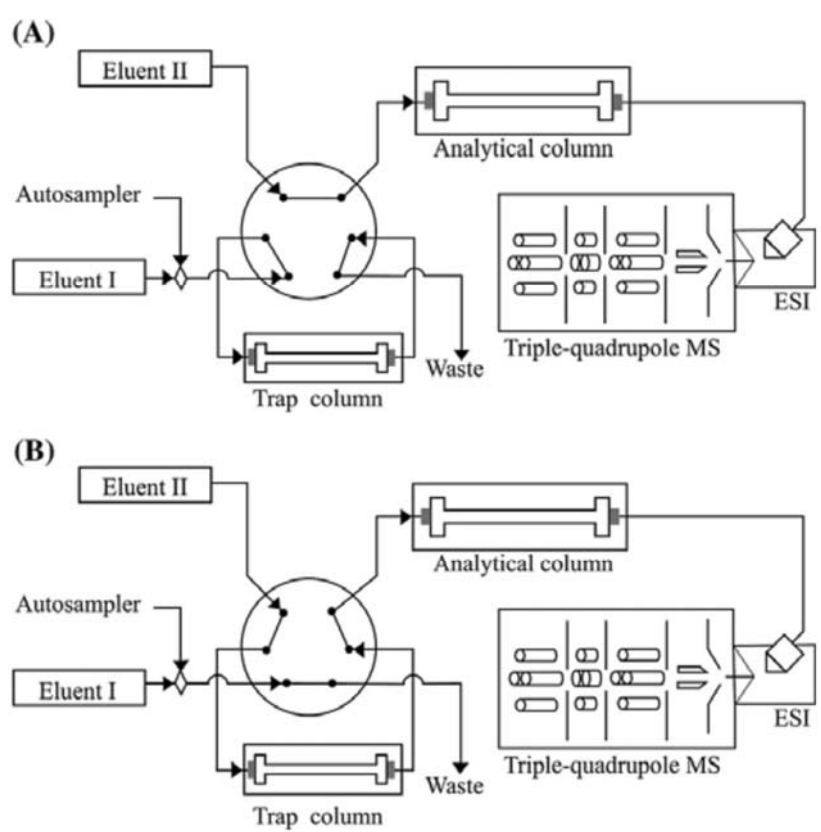 (A)
Eluent II
Analytical column
Autosampler
Eluent I
ESI
Triple-quadrupole MS
Waste
Trap column
(B)
Eluent II
Analytical column
Autosampler
Eluent I
ESI
Triple-quadrupole MS
Waste
Trap column